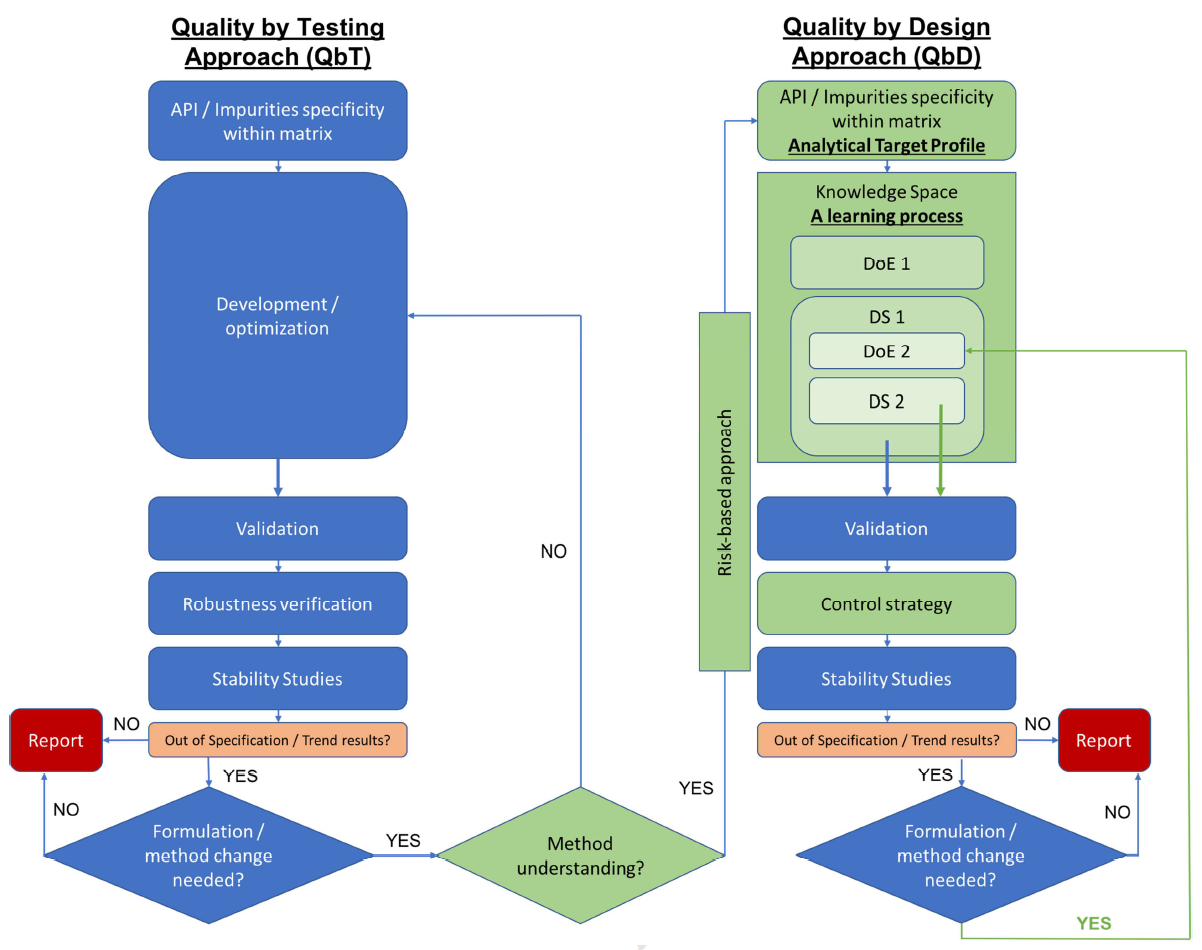 Quality by Testing
Approach (QbT)
API / Impurities specificity
within matrix
Development /
optimization
Validation
Robustness verification
Stability Studies
Out of Specification / Trend results?
NO
Report
YES
NO
Formulation /
method change
needed?
YES
Method
understanding?
NO
YES
Risk-based approach
Quality by Design
Approach (QbD)
API / Impurities specificity
within matrix
Analytical Target Profile
Knowledge Space
A learning process
DoE 1
DS 1
DoE 2
DS 2
Validation
Control strategy
Stability Studies
Out of Specification / Trend results?
NO
Report
YES
NO
Formulation /
method change
needed?
YES